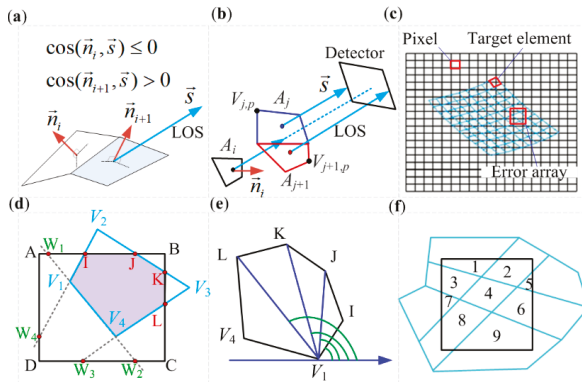 (a)
cos(n⃗i, s⃗) ≤ 0
cos(n⃗i+1, s⃗) > 0
s⃗
n⃗i
n⃗i+1
LOS
(b)
Detector
s⃗
Vj,p
Aj
LOS
Ai
Vj+1,p
n⃗i
Aj+1
(c)
Pixel
Target element
Error array
(d)
V2
A
W1
I
J
B
K
V1
V3
L
W4
V4
D
W3
W2
C
(e)
K
L
J
I
V4
V1
(f)
1
2
3
4
5
7
6
8
9